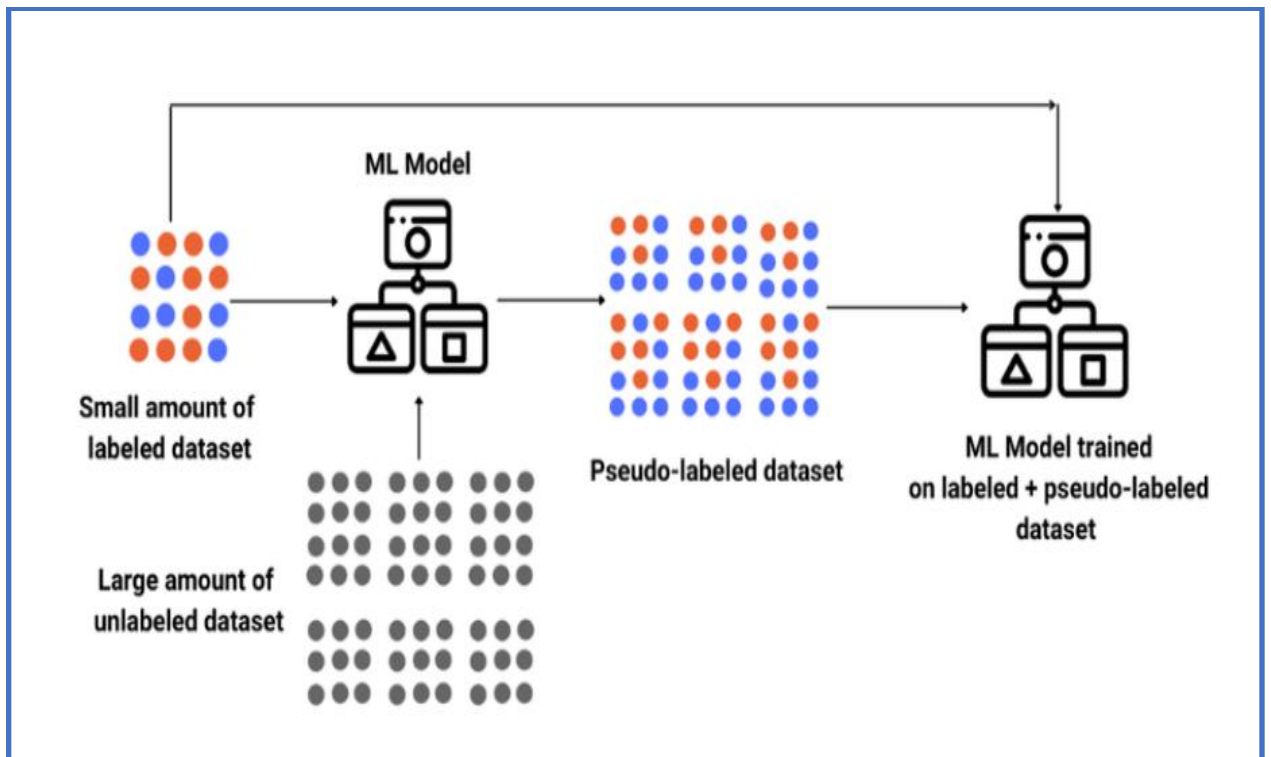 ML Model
Small amount of
labeled dataset
Pseudo-labeled dataset
ML Model trained
on labeled + pseudo-labeled
dataset
Large amount of
unlabeled dataset